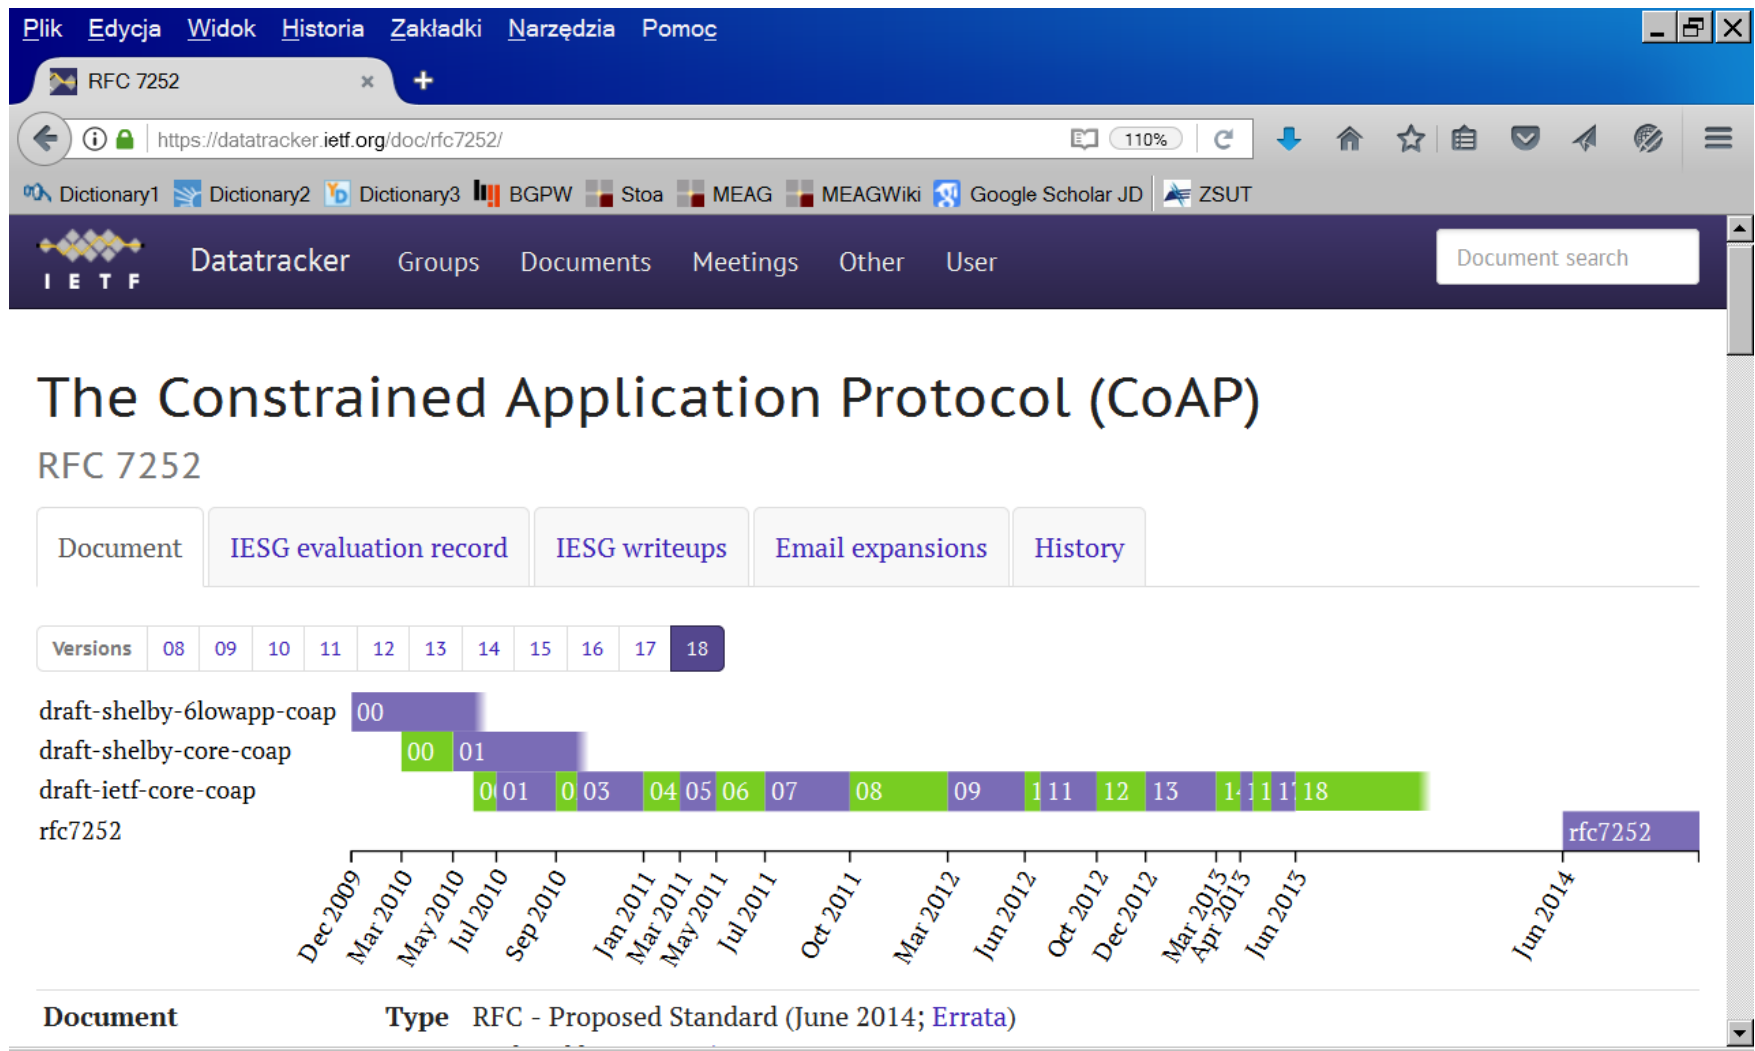 Plik Edycja Widok Historia Zakładki Narzędzia Pomoc
RFC 7252
https://datatracker.ietf.org/doc/rfc7252/ 110%
Dictionary1 Dictionary2 Dictionary3 BGPW Stoa MEAG MEAGWiki Google Scholar JD ZSUT
IETF Datatracker Groups Documents Meetings Other User Document search
The Constrained Application Protocol (CoAP)
RFC 7252
Document IESG evaluation record IESG writeups Email expansions History
Versions 08 09 10 11 12 13 14 15 16 17 18
draft-shelby-6lowapp-coap 00
draft-shelby-core-coap 00 01
draft-ietf-core-coap 01 03 04 05 06 07 08 09 11 12 13 18
rfc7252 rfc7252
Dec 2009 Mar 2010 May 2010 Jul 2010 Sep 2010 Jan 2011 Mar 2011 May 2011 Jul 2011 Oct 2011 Mar 2012 Jun 2012 Oct 2012 Dec 2012 Mar 2013 Apr 2013 Jun 2013 Jun 2014
Document Type RFC - Proposed Standard (June 2014; Errata)